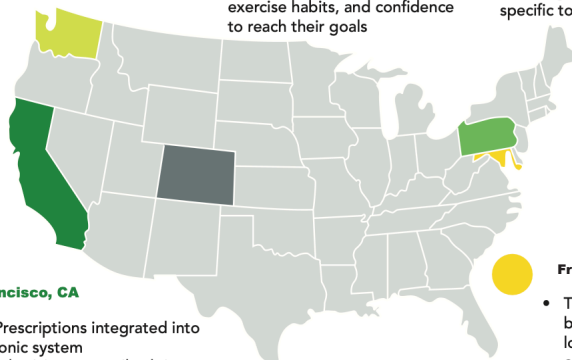 exercise habits, and confidence
to reach their goals
specific to
ncisco, CA
Prescriptions integrated into
onic system
Fr
• T
b
lo